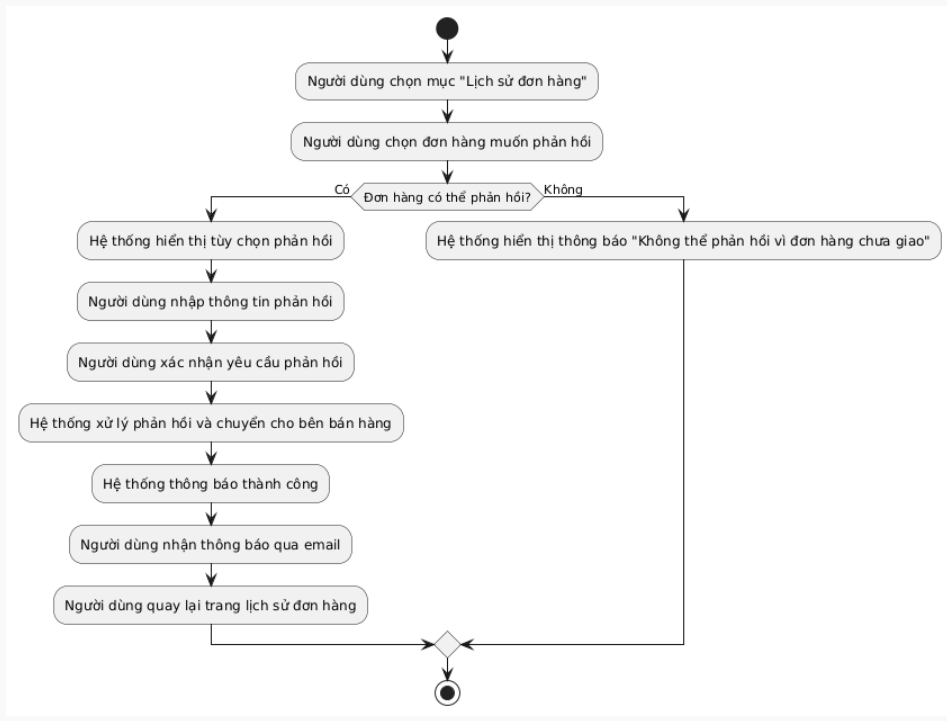 Người dùng chọn mục "Lịch sử đơn hàng"
Người dùng chọn đơn hàng muốn phản hồi
Có
Đơn hàng có thể phản hồi?
Không
Hệ thống hiển thị tùy chọn phản hồi
Hệ thống hiển thị thông báo "Không thể phản hồi vì đơn hàng chưa giao"
Người dùng nhập thông tin phản hồi
Người dùng xác nhận yêu cầu phản hồi
Hệ thống xử lý phản hồi và chuyển cho bên bán hàng
Hệ thống thông báo thành công
Người dùng nhận thông báo qua email
Người dùng quay lại trang lịch sử đơn hàng